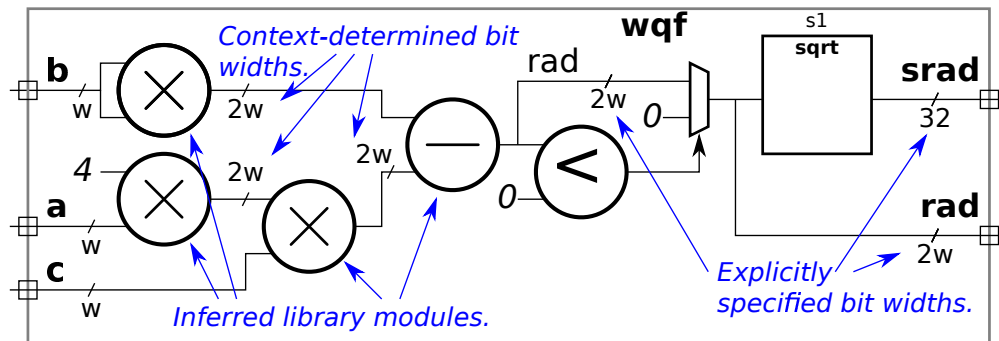 wqf
s1
sqrt
Context-determined bit
widths.
b
w
2w
rad
2w
0
srad
32
4
2w
2w
<
0
a
w
rad
2w
c
w
Inferred library modules.
Explicitly
specified bit widths.